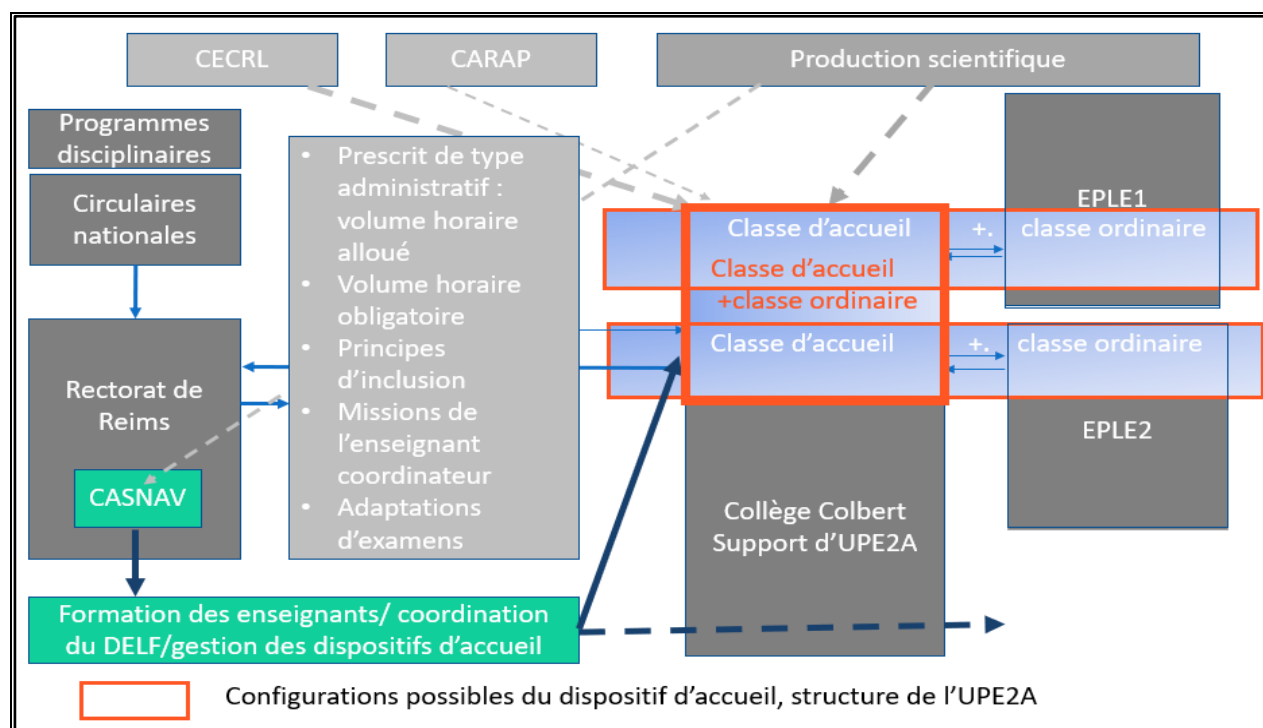 CECRL
CARAP
Production scientifique
Programmes
disciplinaires
Circulaires
nationales
• Prescrit de type
administratif :
volume horaire
alloué
• Volume horaire
obligatoire
• Principes
d'inclusion
• Missions de
l'enseignant
coordinateur
• Adaptations
d'examens
EPLE1
Classe d'accueil +. classe ordinaire
Classe d'accueil
+classe ordinaire
Classe d'accueil +. classe ordinaire
Rectorat de
Reims
CASNAV
EPLE2
Collège Colbert
Support d'UPE2A
Formation des enseignants/ coordination
du DELF/gestion des dispositifs d'accueil
Configurations possibles du dispositif d'accueil, structure de l'UPE2A